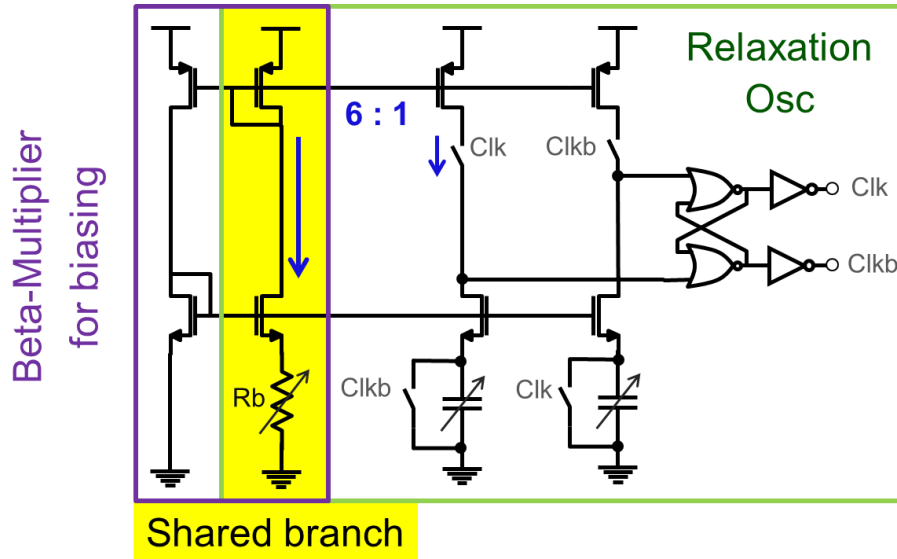 Relaxation
Osc
Beta-Multiplier
for biasing
6 : 1
Clk
Clkb
Clk
Clkb
Rb
Clkb
Clk
Shared branch